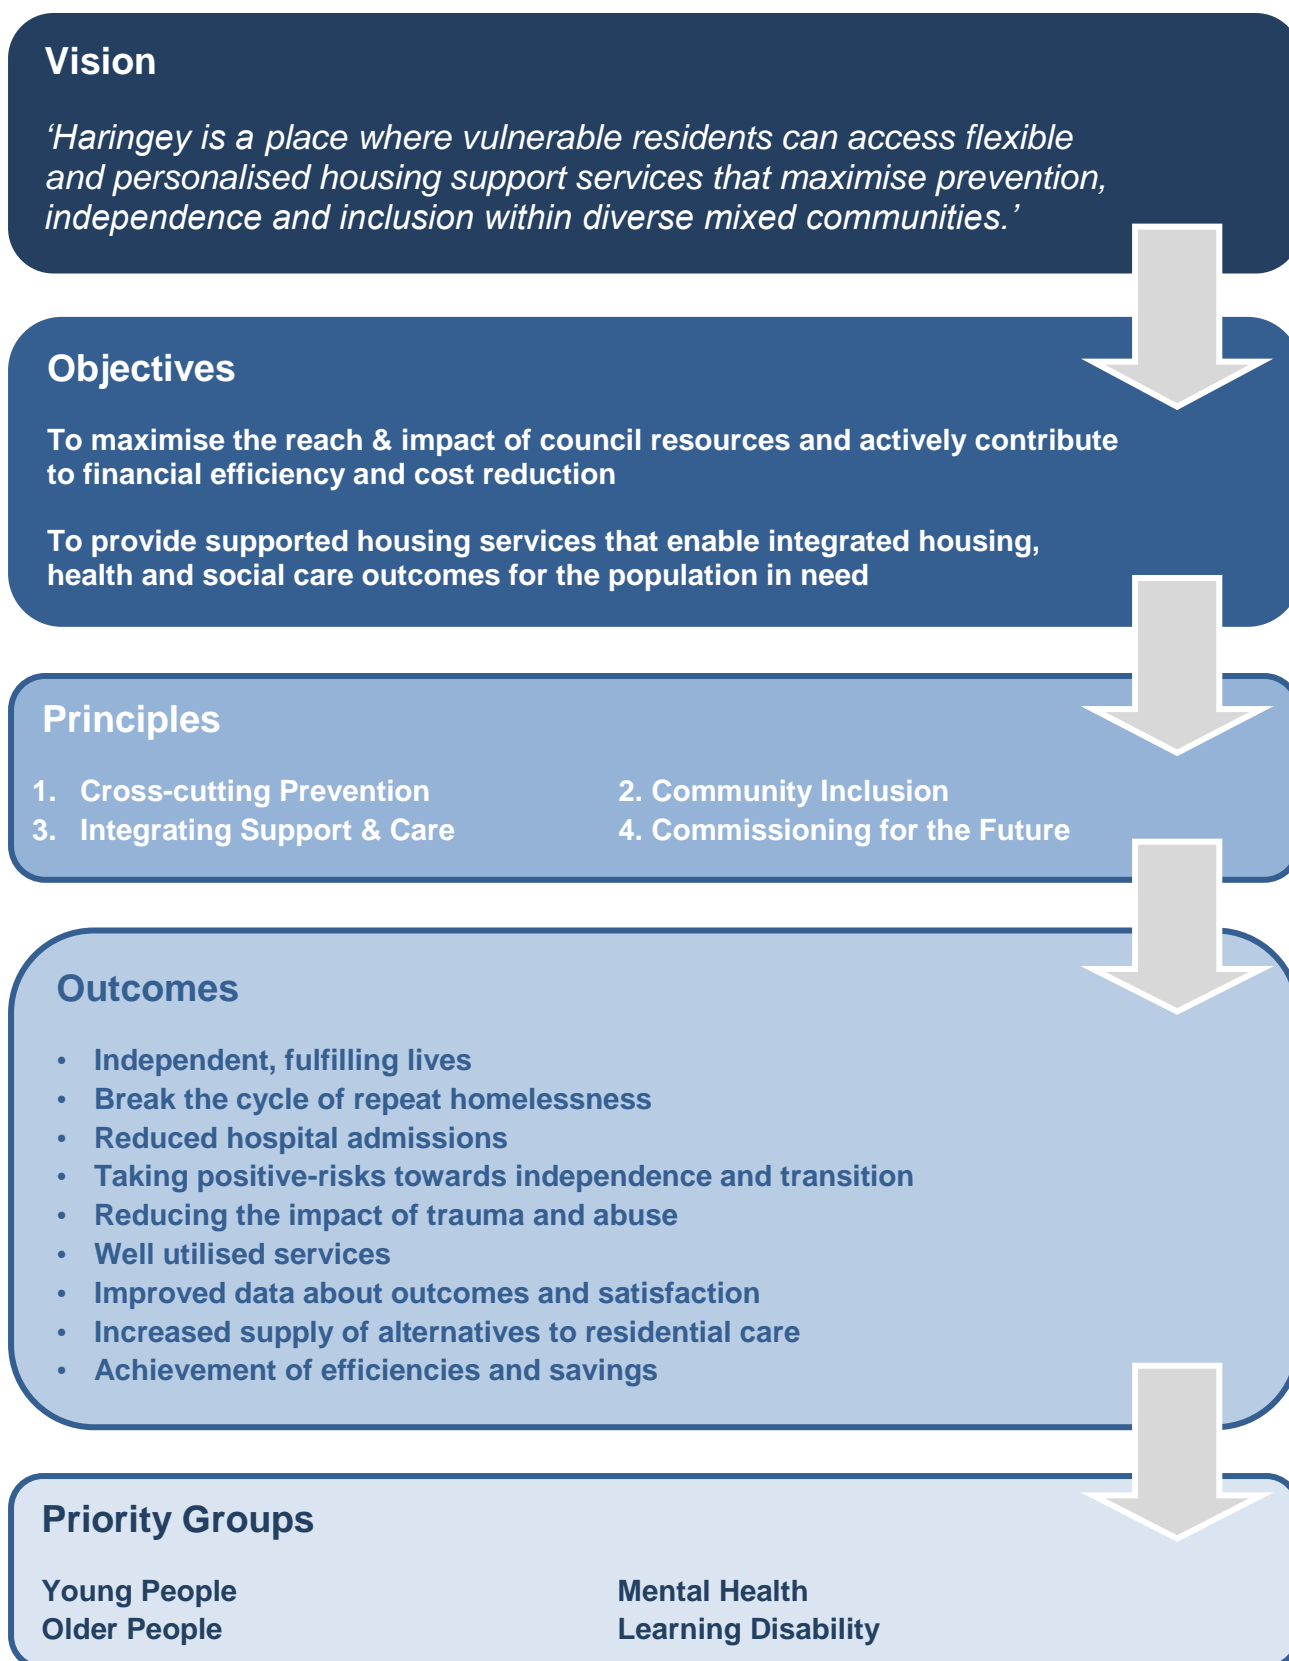 Vision
‘Haringey is a place where vulnerable residents can access flexible
and personalised housing support services that maximise prevention,
independence and inclusion within diverse mixed communities.’
Objectives
To maximise the reach & impact of council resources and actively contribute
to financial efficiency and cost reduction
To provide supported housing services that enable integrated housing,
health and social care outcomes for the population in need
Principles
1. Cross-cutting Prevention 2. Community Inclusion
3. Integrating Support & Care 4. Commissioning for the Future
Outcomes
• Independent, fulfilling lives
• Break the cycle of repeat homelessness
• Reduced hospital admissions
• Taking positive-risks towards independence and transition
• Reducing the impact of trauma and abuse
• Well utilised services
• Improved data about outcomes and satisfaction
• Increased supply of alternatives to residential care
• Achievement of efficiencies and savings
Priority Groups
Young People Mental Health
Older People Learning Disability